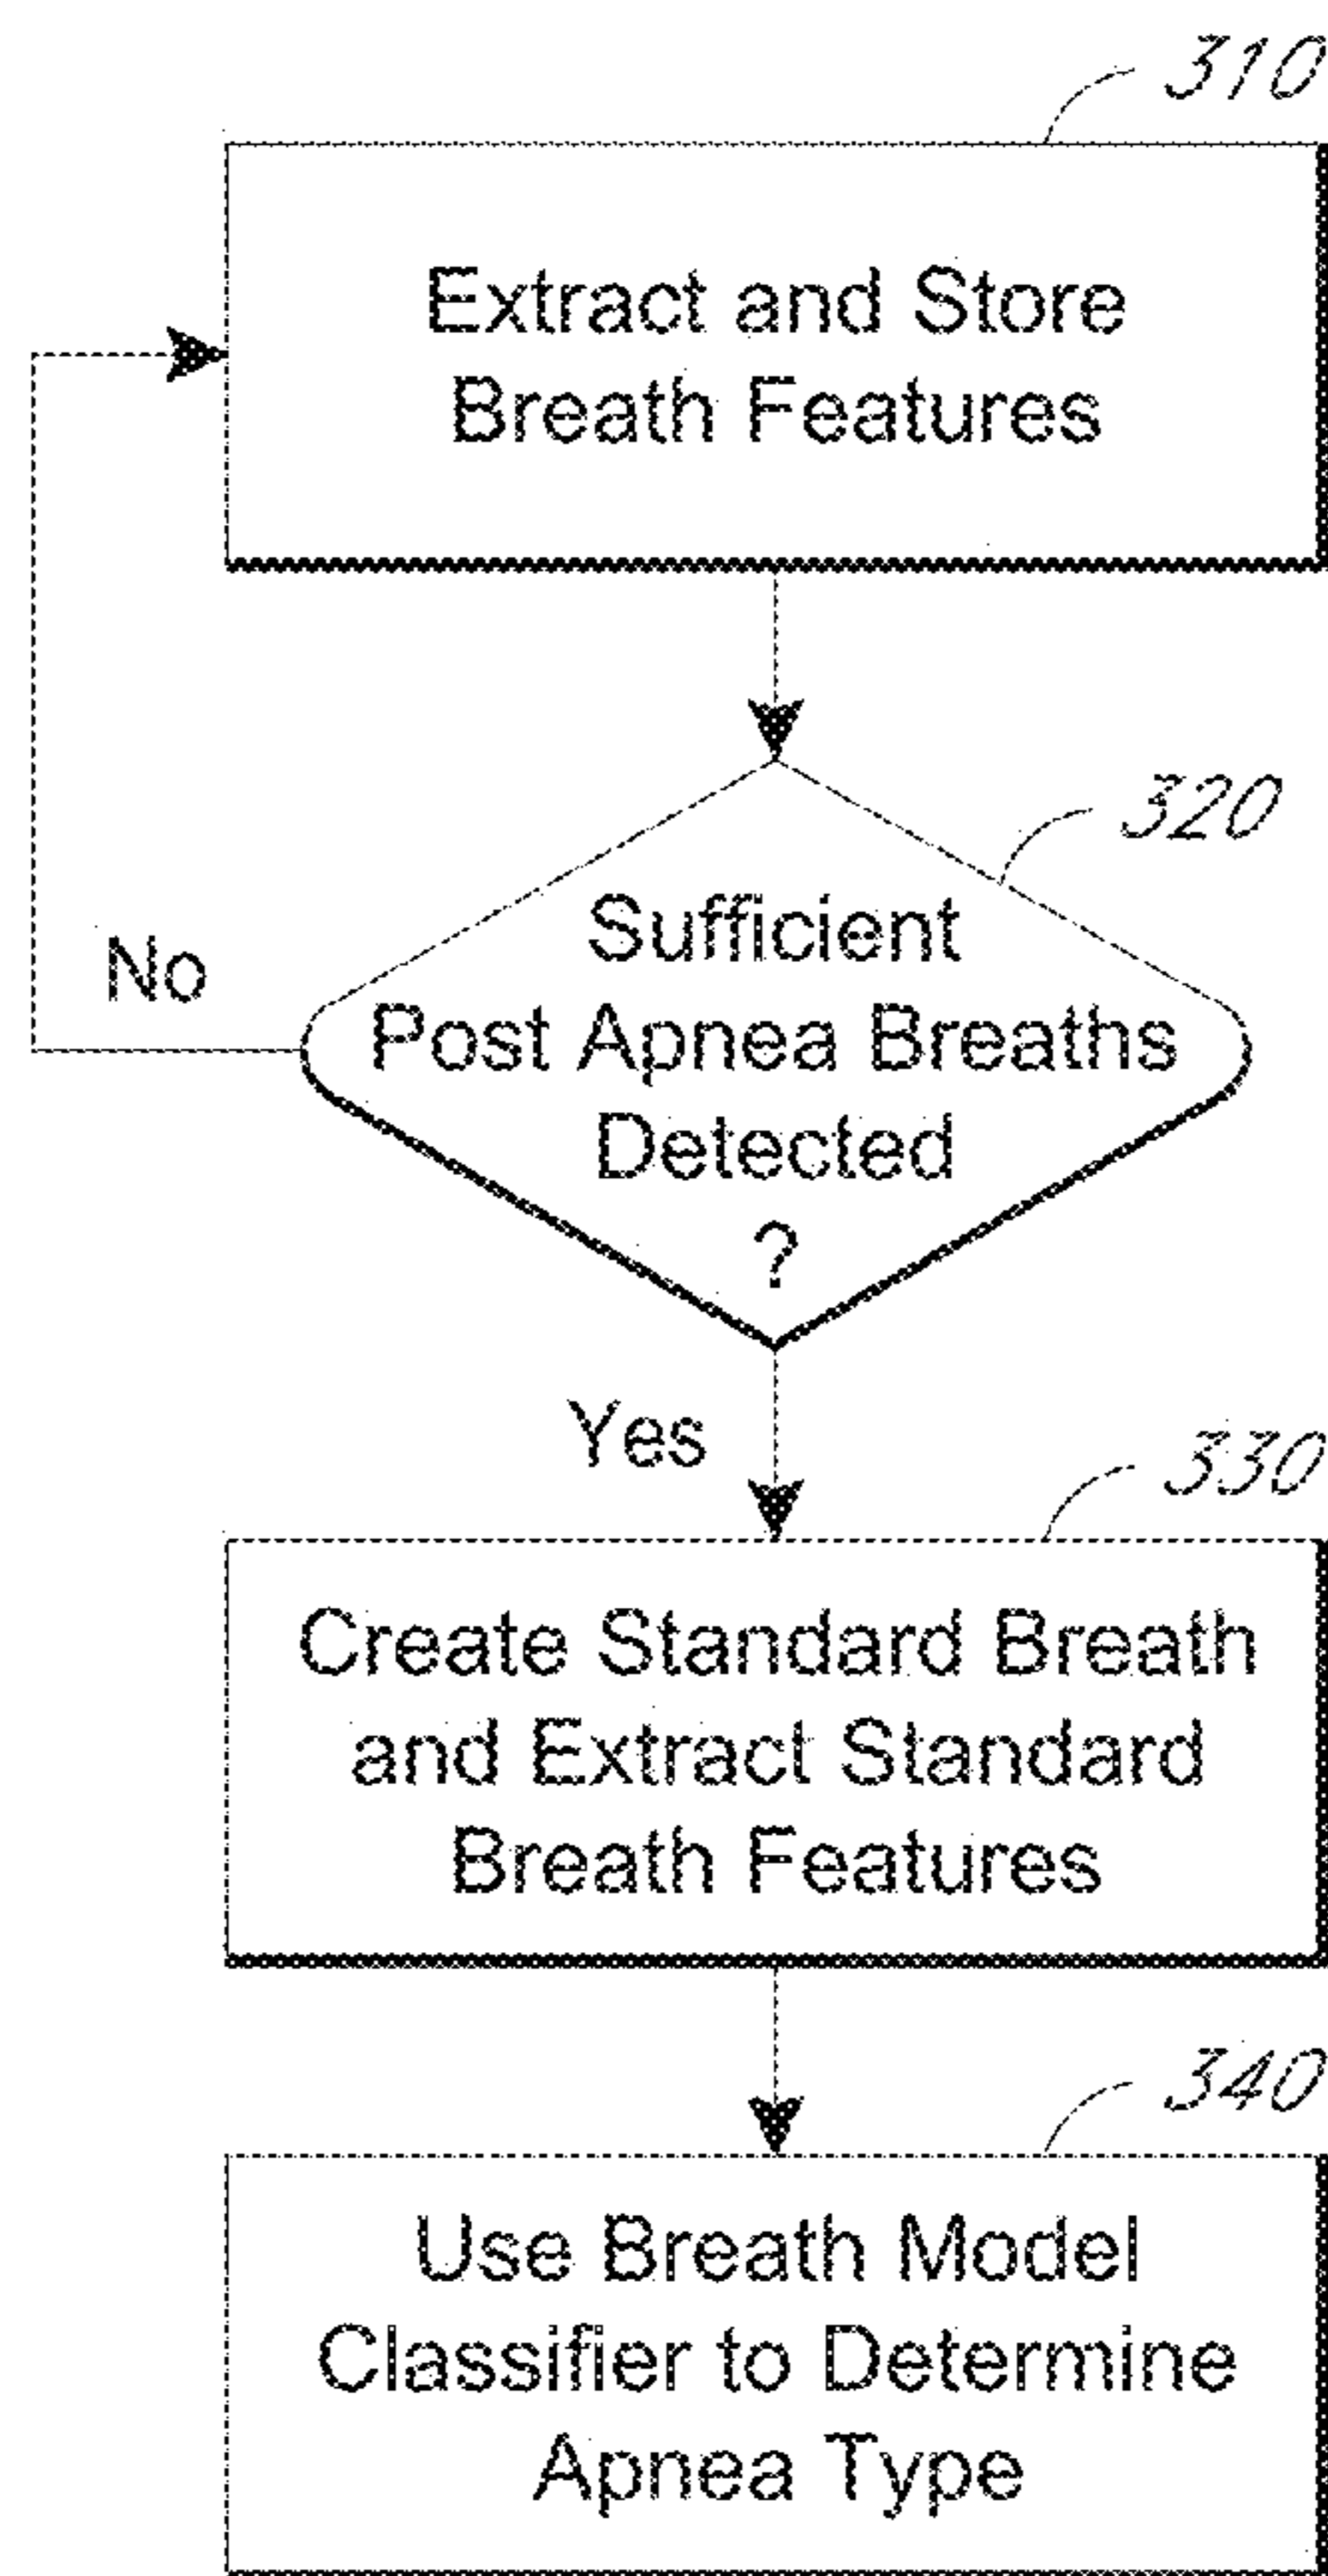 310
Extract and Store
Breath Features
320
Sufficient
Post Apnea Breaths
Detected
?
No
Yes
330
Create Standard Breath
and Extract Standard
Breath Features
340
Use Breath Model
Classifier to Determine
Apnea Type